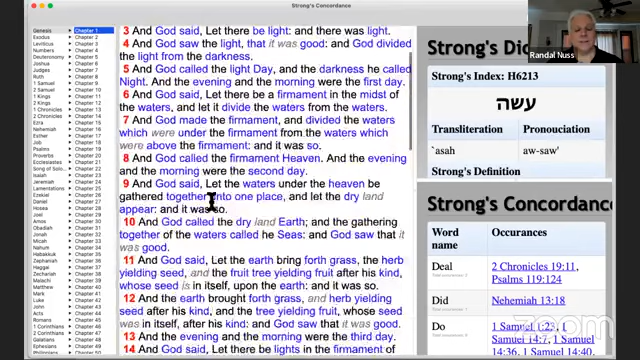 Strong's Concordance
Genesis
Exodus
Leviticus
Numbers
Deuteronomy
Joshua
Judges
Ruth
1 Samuel
2 Samuel
1 Kings
2 Kings
1 Chronicles
2 Chronicles
Ezra
Nehemiah
Esther
Job
Psalms
Proverbs
Ecclesiastes
Song of Solo...
Isaiah
Jeremiah
Lamentations
Ezekiel
Daniel
Hosea
Joel
Amos
Obadiah
Jonah
Micah
Nahum
Habakkuk
Zephaniah
Haggai
Zechariah
Malachi
Matthew
Mark
Luke
John
Acts
Romans
1 Corinthians
2 Corinthians
Galatians
Chapter 1
Chapter 2
Chapter 3
Chapter 4
Chapter 5
Chapter 6
Chapter 7
Chapter 8
Chapter 9
Chapter 10
Chapter 11
Chapter 12
Chapter 13
Chapter 14
Chapter 15
Chapter 16
Chapter 17
Chapter 18
Chapter 19
Chapter 20
Chapter 21
Chapter 22
Chapter 23
Chapter 24
Chapter 25
Chapter 26
Chapter 27
Chapter 28
Chapter 29
Chapter 30
Chapter 31
Chapter 32
Chapter 33
Chapter 34
Chapter 35
Chapter 36
Chapter 37
Chapter 38
Chapter 39
Chapter 40
Chapter 41
Chapter 42
Chapter 43
Chapter 44
Chapter 45
Chapter 46
Chapter 47
Chapter 48
3 And God said, Let there be light: and there was light.
4 And God saw the light, that it was good: and God divided
the light from the darkness.
5 And God called the light Day, and the darkness he called
Night. And the evening and the morning were the first day.
6 And God said, Let there be a firmament in the midst of
the waters, and let it divide the waters from the waters.
7 And God made the firmament, and divided the waters
which were under the firmament from the waters which
were above the firmament: and it was so.
8 And God called the firmament Heaven. And the evening
and the morning were the second day.
9 And God said, Let the waters under the heaven be
gathered together unto one place, and let the dry land
appear: and it was so.
10 And God called the dry land Earth; and the gathering
together of the waters called he Seas: and God saw that it
was good.
11 And God said, Let the earth bring forth grass, the herb
yielding seed, and the fruit tree yielding fruit after his kind,
whose seed is in itself, upon the earth: and it was so.
12 And the earth brought forth grass, and herb yielding
seed after his kind, and the tree yielding fruit, whose seed
was in itself, after his kind: and God saw that it was good.
13 And the evening and the morning were the third day.
14 And God said, Let there be lights in the firmament of
Strong's Dic
Randal Nuss
Strong's Index: H6213
עשה
Transliteration Pronouciation
`asah aw-saw'
Strong's Definition
Strong's Concordance
Word name Occurances
Deal 2 Chronicles 19:11, Psalms 119:124
Did Nehemiah 13:18
Do 1 Samuel 1:23, 1
Samuel 14:7, 1
Samuel 14:36, 1 Samuel 14:40,
zoom